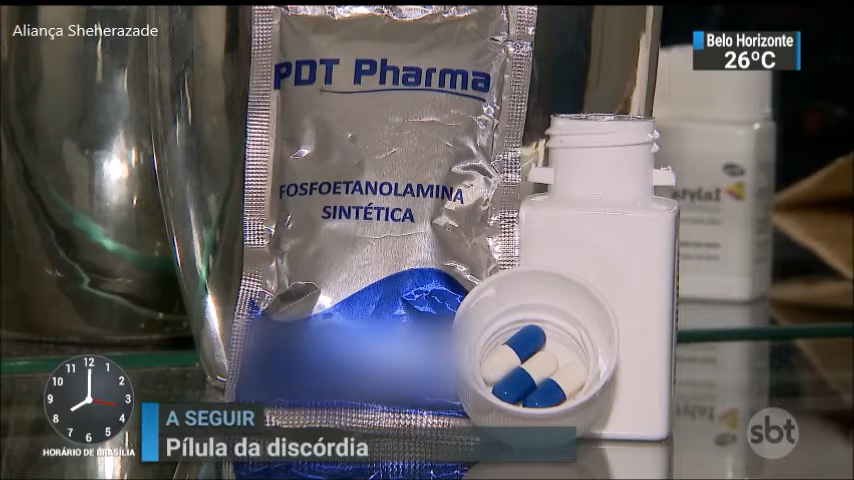 Aliança Sheherazade
Belo Horizonte
26ºC
PDT Pharma
FOSFOETANOLAMINA
SINTÉTICA
12
11
1
10
2
9
3
8
4
7
5
6
HORÁRIO DE BRASÍLIA
A SEGUIR
Pílula da discórdia
sbt